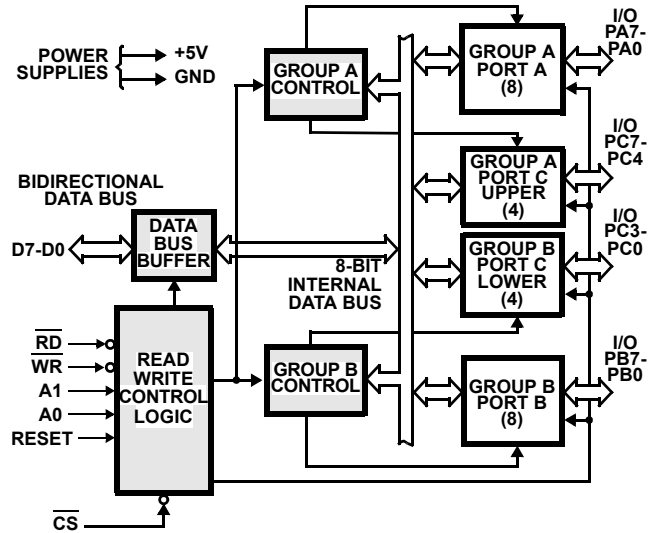 POWER
SUPPLIES
+5V
GND
GROUP A
CONTROL
GROUP A
PORT A
(8)
I/O
PA7-
PA0
GROUP A
PORT C
UPPER
(4)
I/O
PC7-
PC4
BIDIRECTIONAL
DATA BUS
D7-D0
DATA
BUS
BUFFER
8-BIT
INTERNAL
DATA BUS
GROUP B
PORT C
LOWER
(4)
I/O
PC3-
PC0
RD
WR
A1
A0
RESET
READ
WRITE
CONTROL
LOGIC
GROUP B
CONTROL
GROUP B
PORT B
(8)
I/O
PB7-
PB0
CS